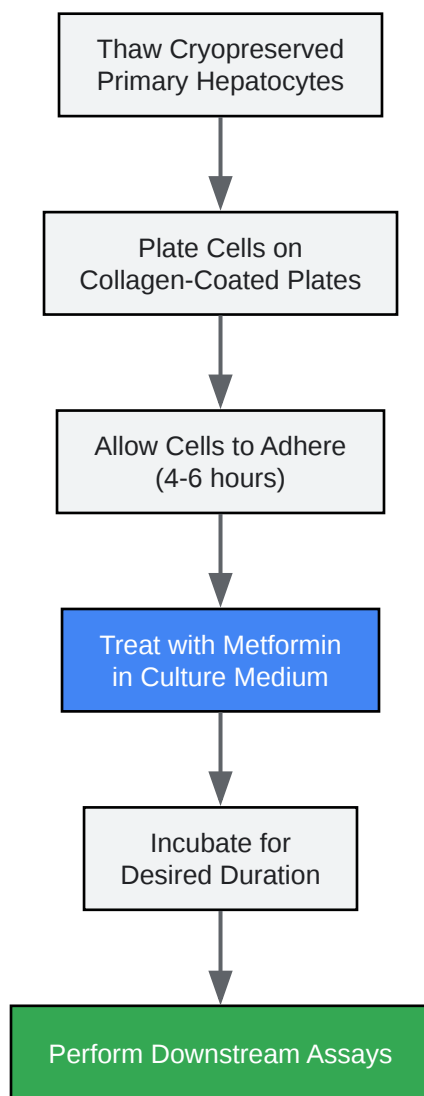 Thaw Cryopreserved
Primary Hepatocytes
Plate Cells on
Collagen-Coated Plates
Allow Cells to Adhere
(4-6 hours)
Treat with Metformin
in Culture Medium
Incubate for
Desired Duration
Perform Downstream Assays